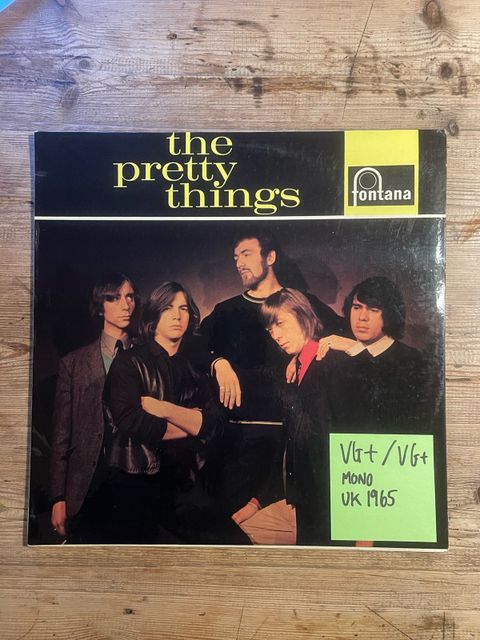 the
pretty
things
fontana
VG+/VG+
MONO
UK 1965